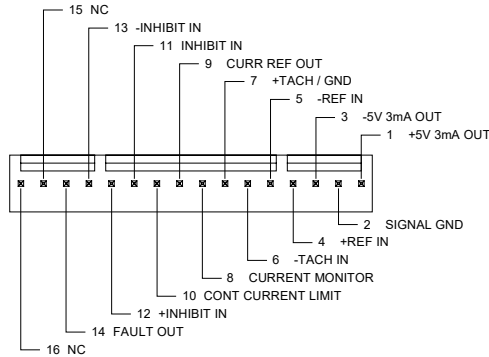 15 NC
13 -INHIBIT IN
11 INHIBIT IN
9 CURR REF OUT
7 +TACH / GND
5 -REF IN
3 -5V 3mA OUT
1 +5V 3mA OUT
2 SIGNAL GND
4 +REF IN
6 -TACH IN
8 CURRENT MONITOR
10 CONT CURRENT LIMIT
12 +INHIBIT IN
14 FAULT OUT
16 NC